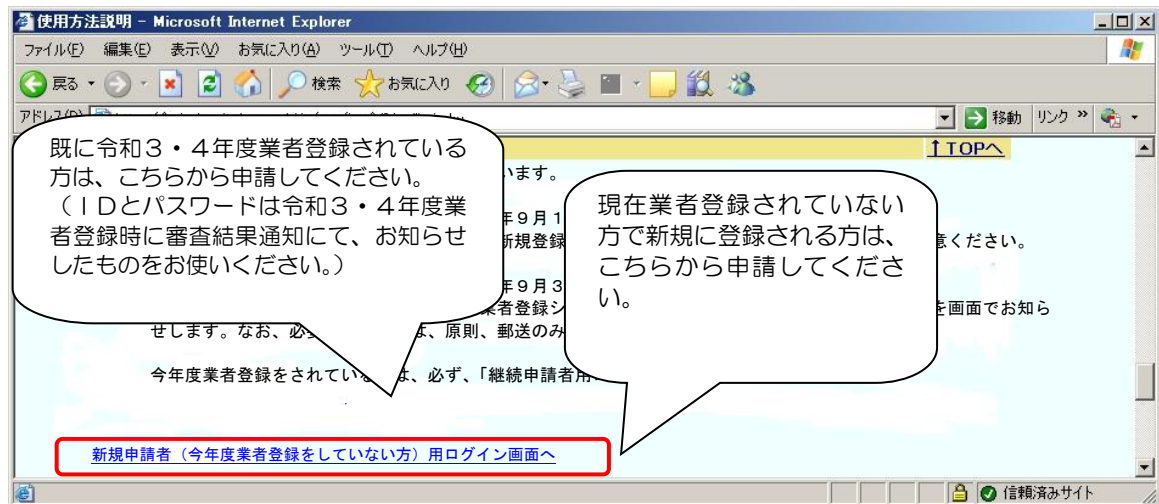 使用方法説明 - Microsoft Internet Explorer
ファイル(F) 編集(E) 表示(V) お気に入り(A) ツール(T) ヘルプ(H)
戻る 検索 お気に入り
アドレス(D) 移動 リンク »
↑TOPへ
既に令和３・４年度業者登録されている
方は、こちらから申請してください。
（ＩＤとパスワードは令和３・４年度業
者登録時に審査結果通知にて、お知らせ
したものをお使いください。）
現在業者登録されていない
方で新規に登録される方は、
こちらから申請してくださ
い。
います。
年９月１
新規登録 意ください。
年９月３
業者登録シ を画面でお知ら
せします。なお、必 は、原則、郵送のみ
今年度業者登録をされてい は、必ず、「継続申請者用
新規申請者（今年度業者登録をしていない方）用ログイン画面へ
信頼済みサイト